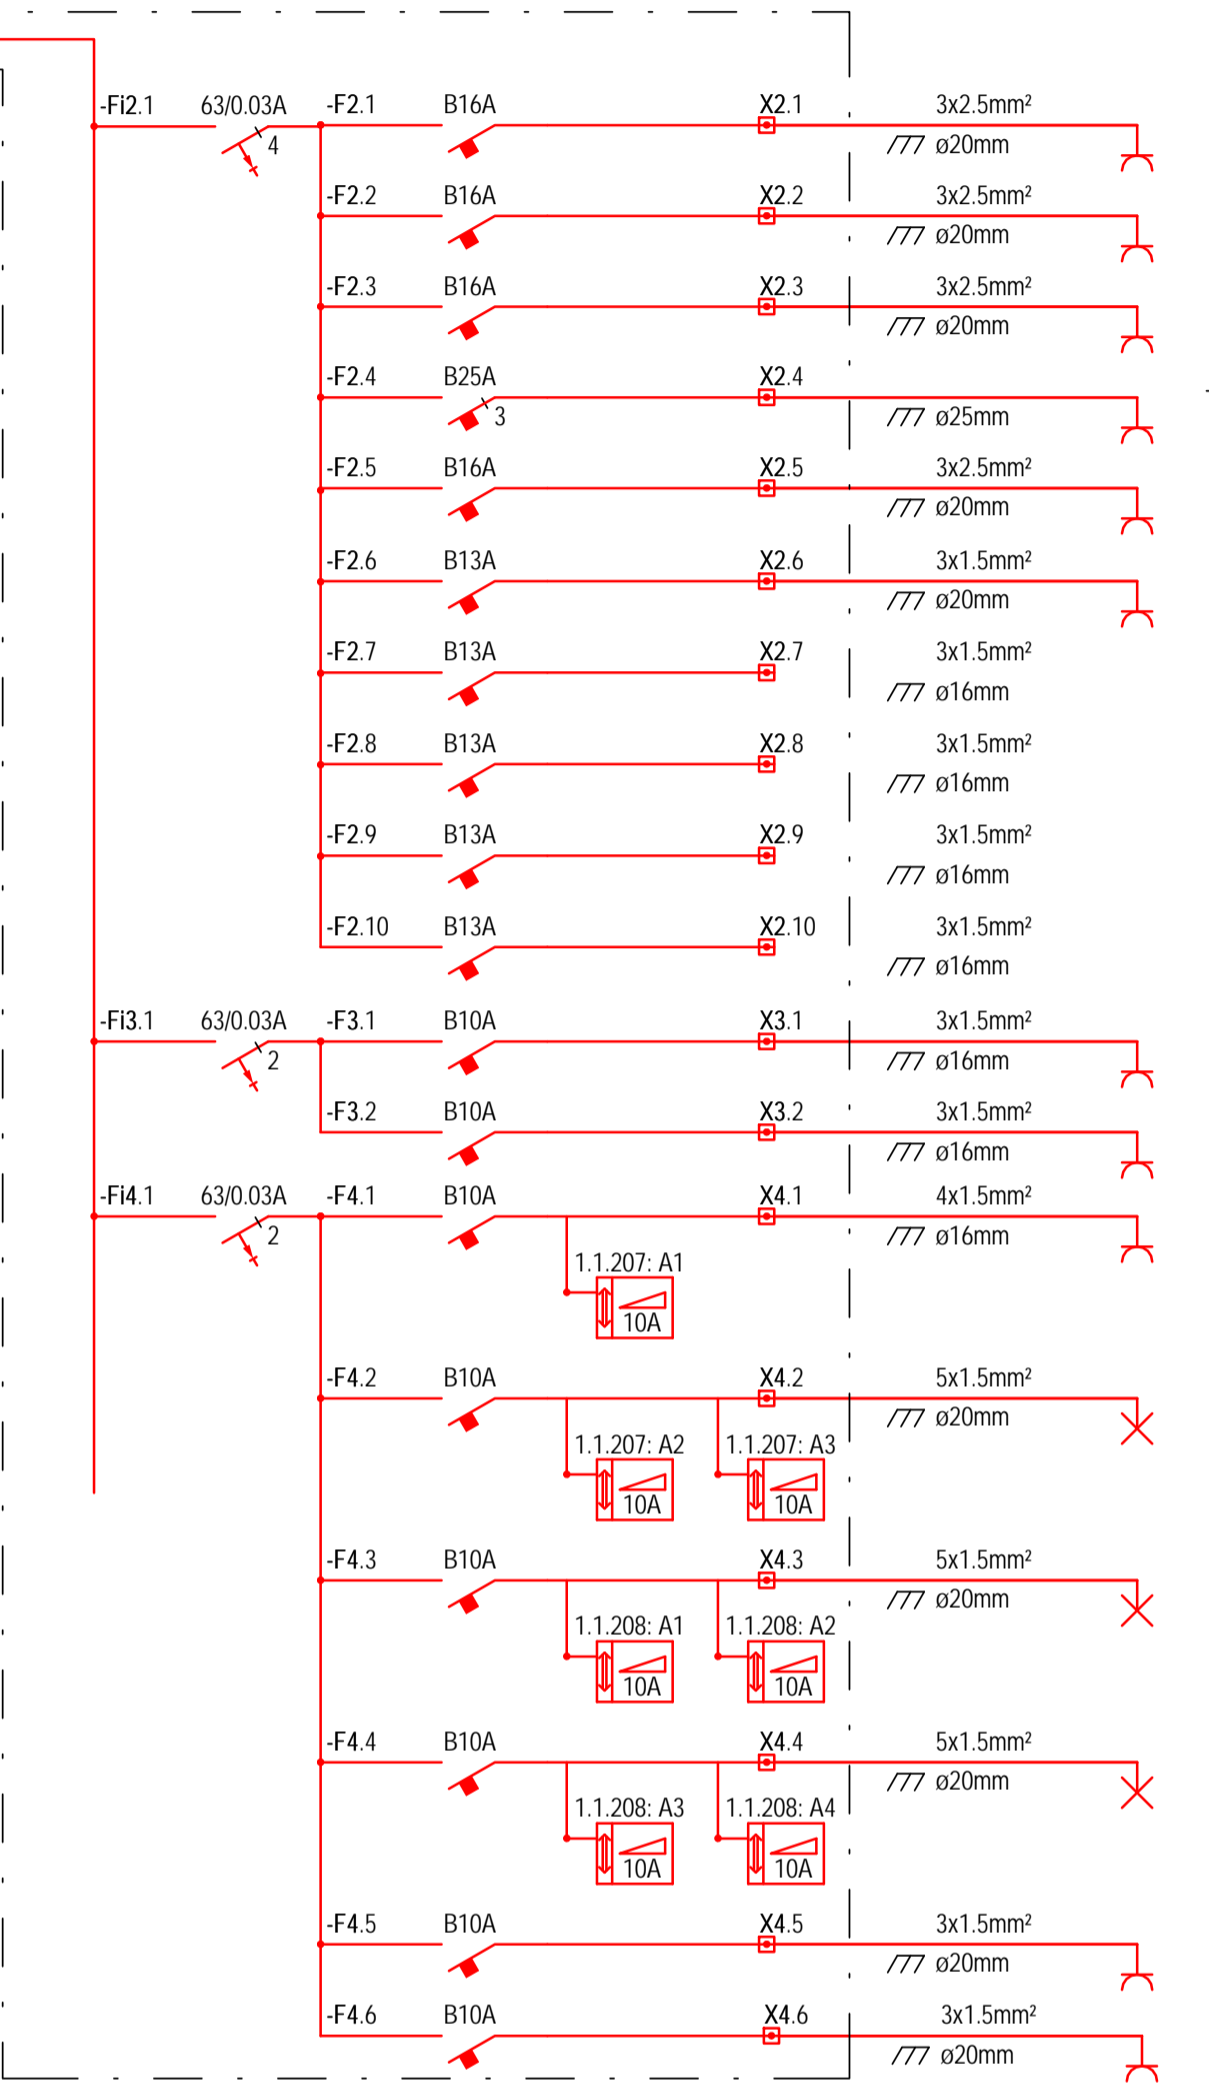 -Fi2.1 63/0.03A -F2.1 B16A X2.1 3x2.5mm²
4 ø20mm
-F2.2 B16A X2.2 3x2.5mm²
ø20mm
-F2.3 B16A X2.3 3x2.5mm²
ø20mm
-F2.4 B25A X2.4
3 ø25mm
-F2.5 B16A X2.5 3x2.5mm²
ø20mm
-F2.6 B13A X2.6 3x1.5mm²
ø20mm
-F2.7 B13A X2.7 3x1.5mm²
ø16mm
-F2.8 B13A X2.8 3x1.5mm²
ø16mm
-F2.9 B13A X2.9 3x1.5mm²
ø16mm
-F2.10 B13A X2.10 3x1.5mm²
ø16mm
-Fi3.1 63/0.03A -F3.1 B10A X3.1 3x1.5mm²
2 ø16mm
-F3.2 B10A X3.2 3x1.5mm²
ø16mm
-Fi4.1 63/0.03A -F4.1 B10A X4.1 4x1.5mm²
2 ø16mm
1.1.207: A1
10A
-F4.2 B10A X4.2 5x1.5mm²
ø20mm
1.1.207: A2 1.1.207: A3
10A 10A
-F4.3 B10A X4.3 5x1.5mm²
ø20mm
1.1.208: A1 1.1.208: A2
10A 10A
-F4.4 B10A X4.4 5x1.5mm²
ø20mm
1.1.208: A3 1.1.208: A4
10A 10A
-F4.5 B10A X4.5 3x1.5mm²
ø20mm
-F4.6 B10A X4.6 3x1.5mm²
ø20mm